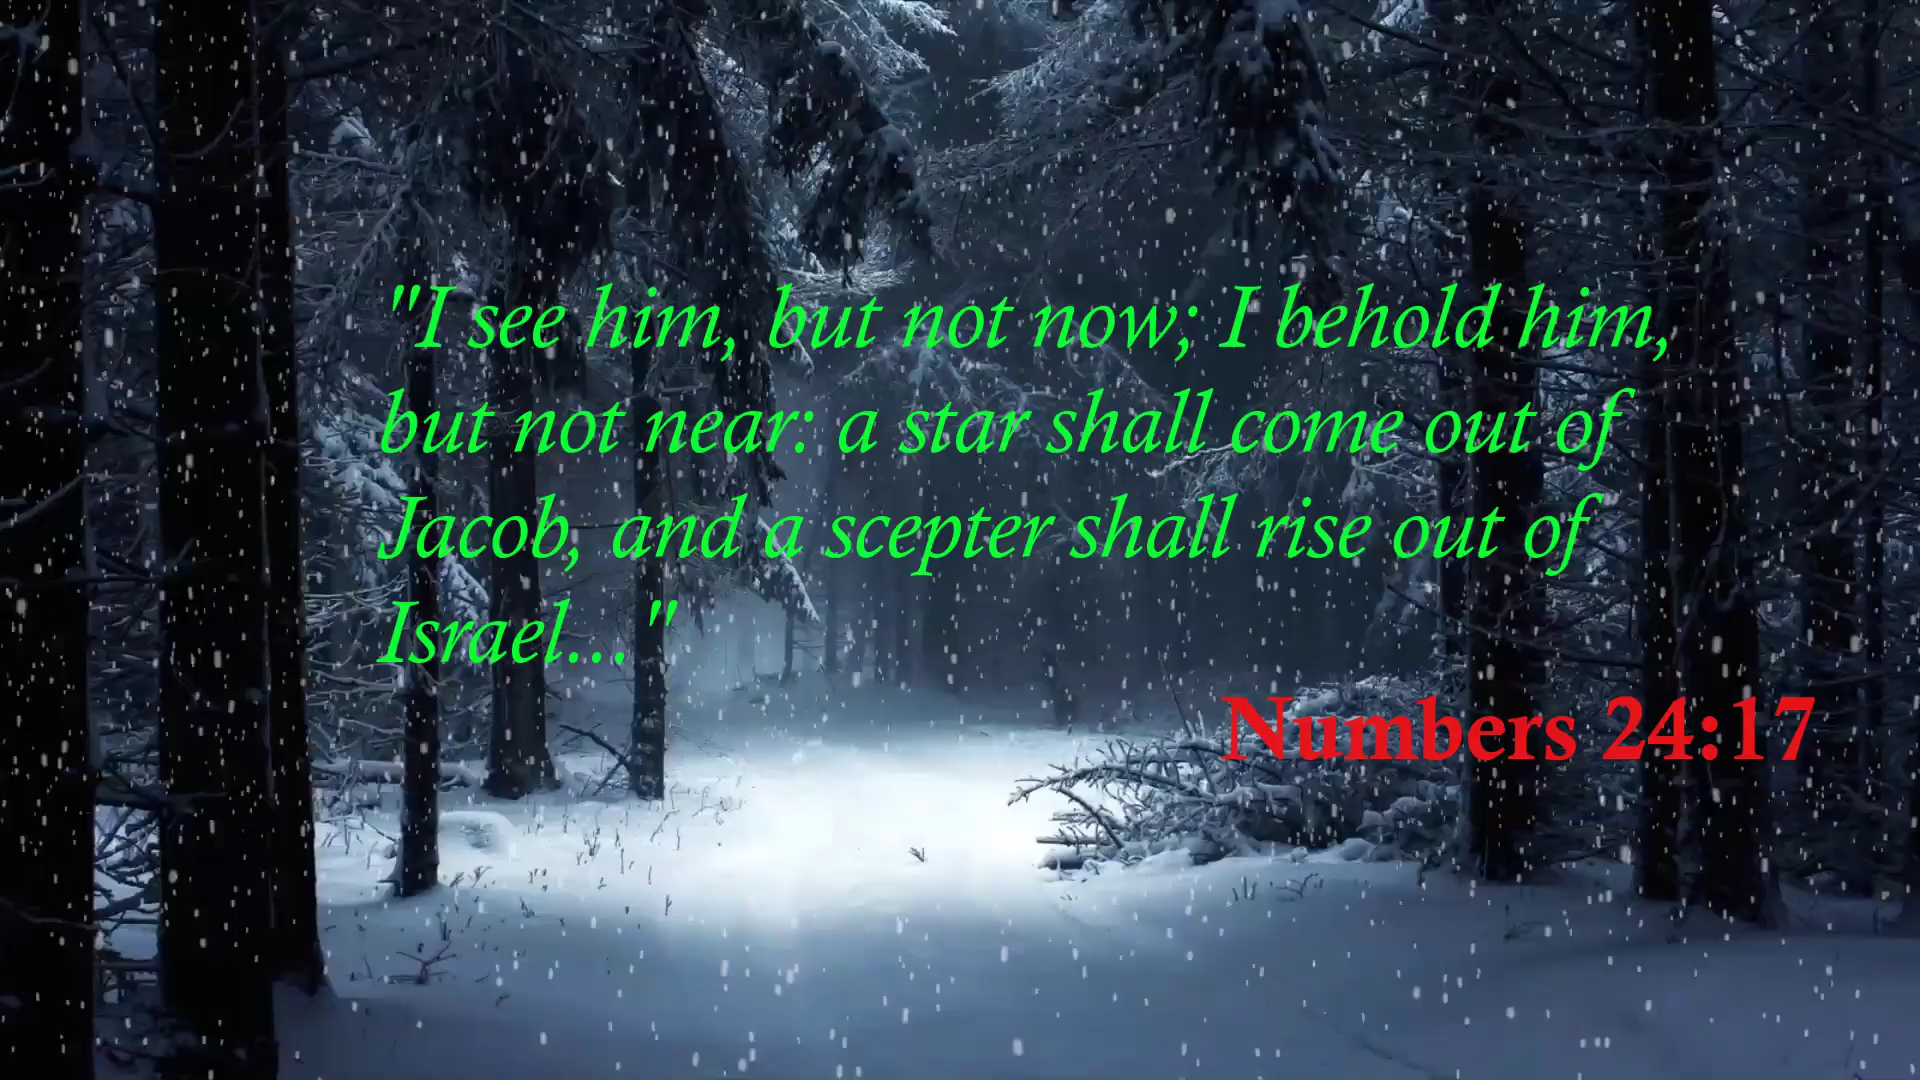 "I see him, but not now; I behold him,
but not near: a star shall come out of
Jacob, and a scepter shall rise out of
Israel... "
Numbers 24:17